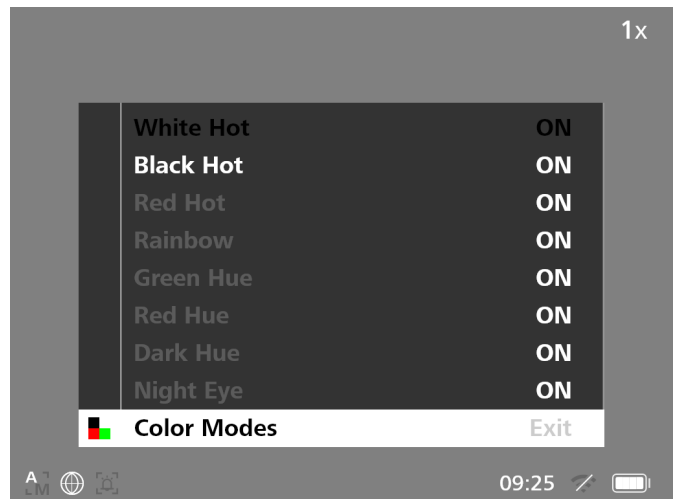 1x
White Hot ON
Black Hot ON
Red Hot ON
Rainbow ON
Green Hue ON
Red Hue ON
Dark Hue ON
Night Eye ON
Color Modes Exit
A M 09:25